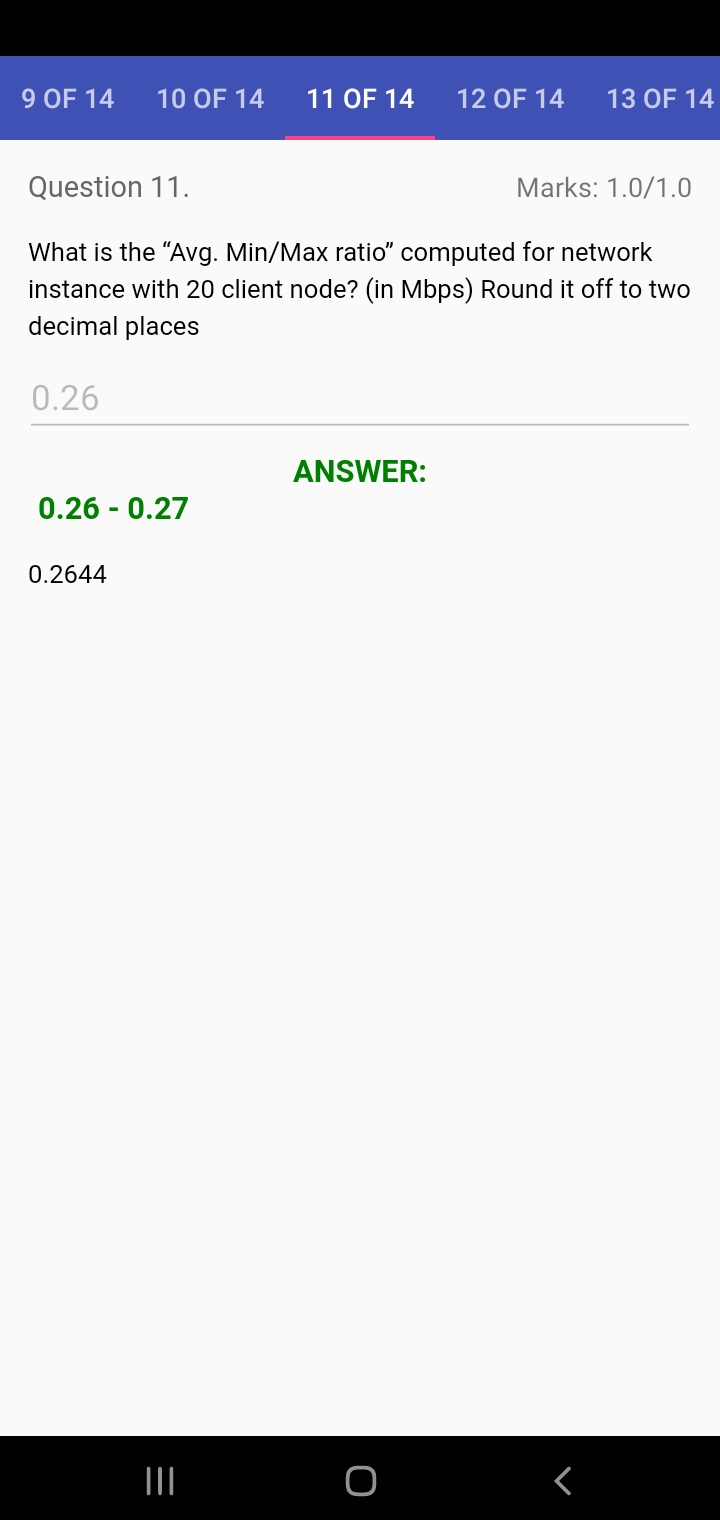 9 OF 14 10 OF 14 11 OF 14 12 OF 14 13 OF 14
Question 11. Marks: 1.0/1.0
What is the “Avg. Min/Max ratio” computed for network
instance with 20 client node? (in Mbps) Round it off to two
decimal places
0.26
ANSWER:
0.26 - 0.27
0.2644